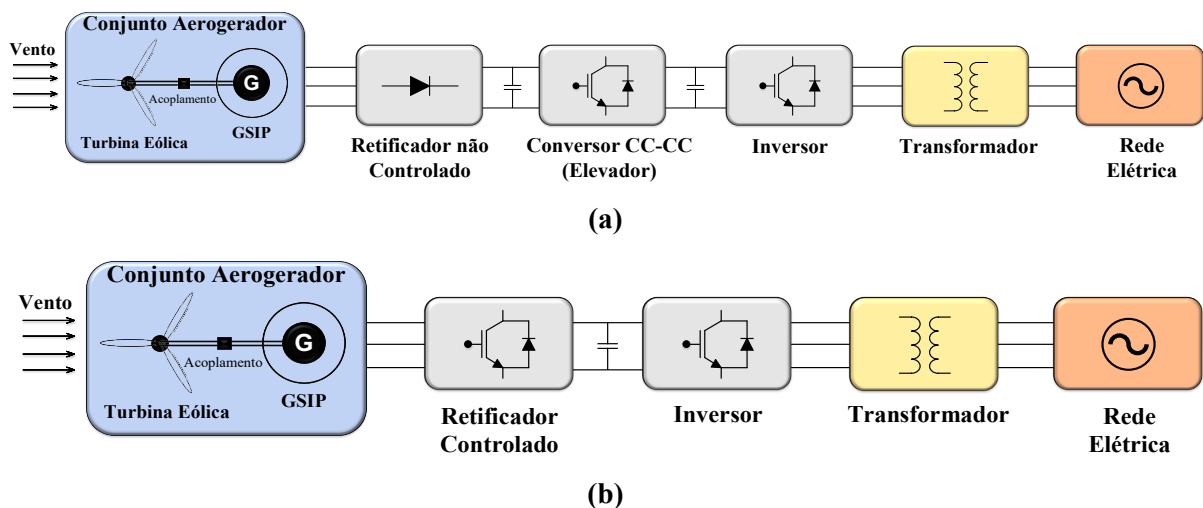 Conjunto Aerogerador
Vento
G
Acoplamento
Turbina Eólica
GSIP
Retificador não
Controlado
Conversor CC-CC
(Elevador)
Inversor
Transformador
Rede
Elétrica
(a)
Conjunto Aerogerador
Vento
G
Acoplamento
Turbina Eólica
GSIP
Retificador
Controlado
Inversor
Transformador
Rede
Elétrica
(b)